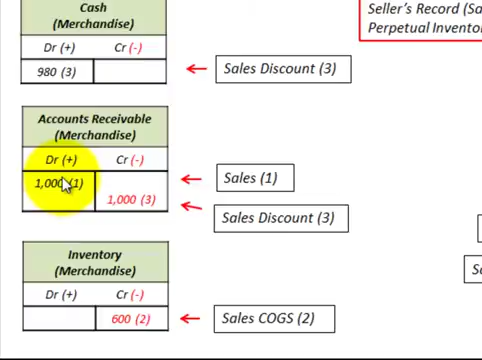 Cash
(Merchandise)
Dr (+) Cr (-)
980 (3)
Sales Discount (3)
Accounts Receivable
(Merchandise)
Dr (+) Cr (-)
1,000 (1)
1,000 (3)
Sales (1)
Sales Discount (3)
Inventory
(Merchandise)
Dr (+) Cr (-)
600 (2)
Sales COGS (2)
Seller's Record (Sa
Perpetual Inventor
Sa